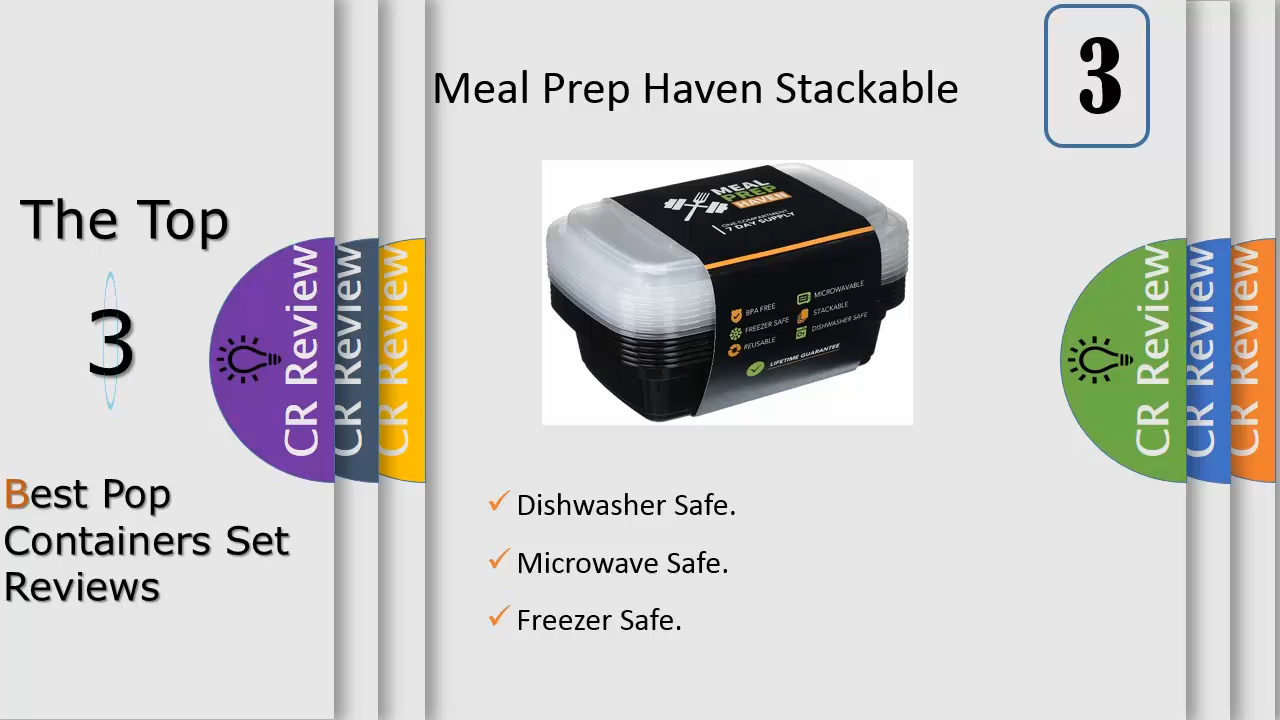 The Top
3
Best Pop
Containers Set
Reviews
CR Review
CR Review
CR Review
Meal Prep Haven Stackable
3
MEAL
PREP
HAVEN
ONE COMPARTMENT
7 DAY SUPPLY
BPA FREE
FREEZER SAFE
REUSABLE
MICROWAVABLE
STACKABLE
DISHWASHER SAFE
LIFETIME GUARANTEE
Dishwasher Safe.
Microwave Safe.
Freezer Safe.
CR Review
CR Review
CR Review